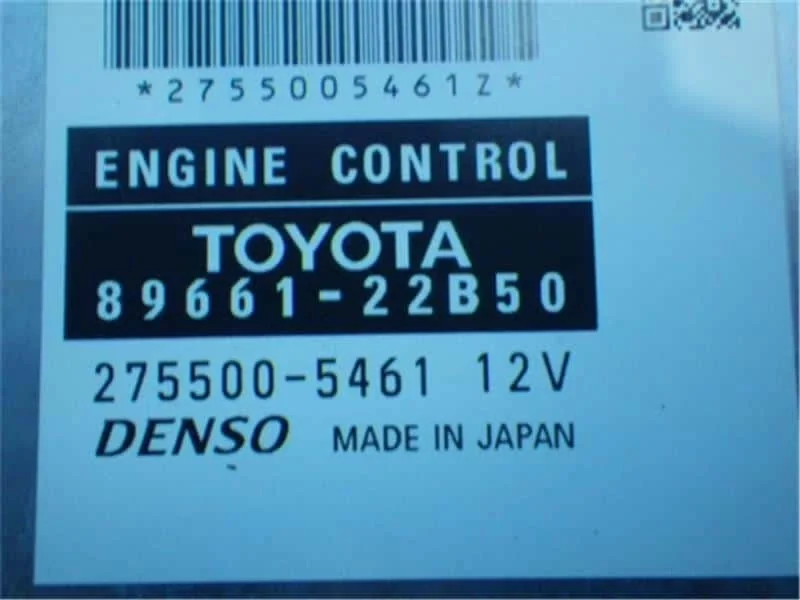 *2755005461Z*
ENGINE CONTROL
TOYOTA
89661-22B50
275500-5461 12V
DENSO MADE IN JAPAN